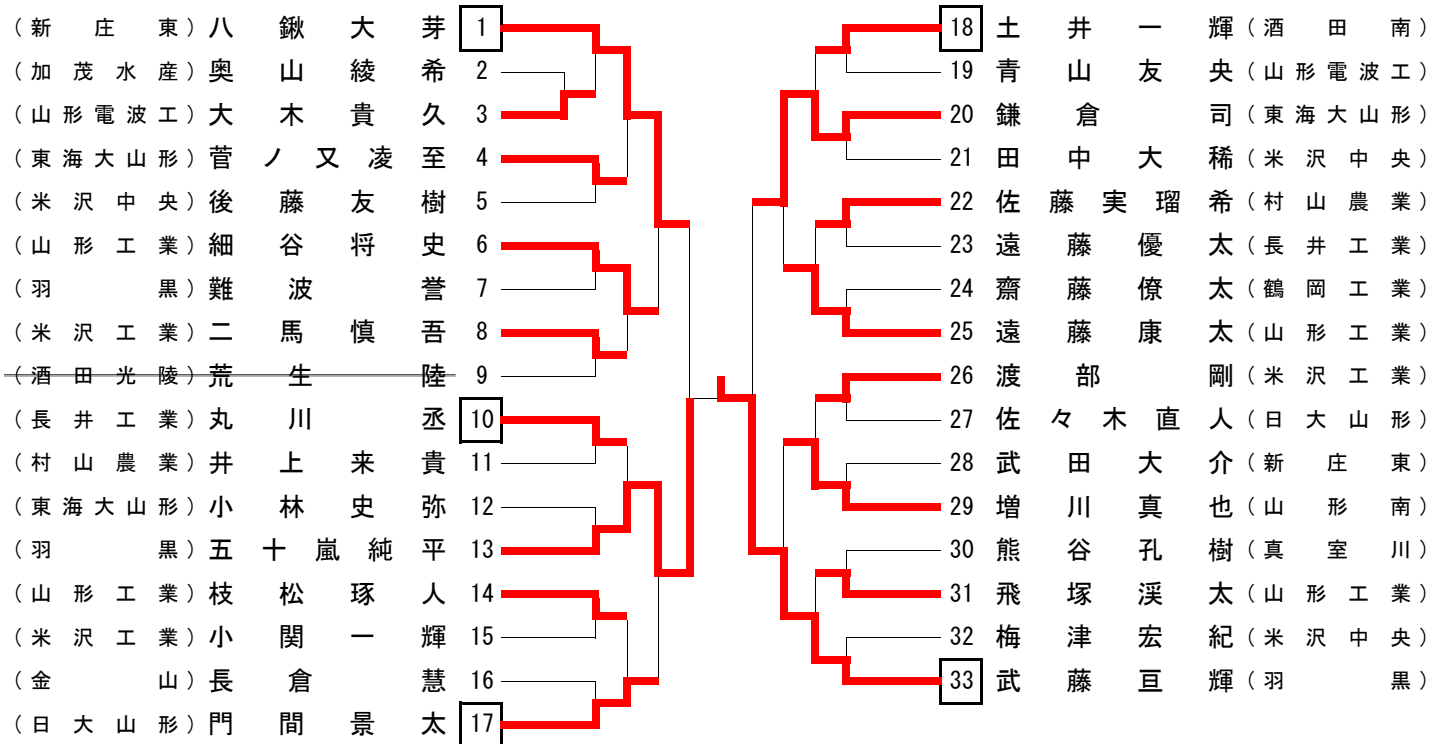 （新庄東）八鍬大芽 1
（加茂水産）奥山綾希 2
（山形電波工）大木貴久 3
（東海大山形）菅ノ又凌至 4
（米沢中央）後藤友樹 5
（山形工業）細谷将史 6
（羽黒）難波誉 7
（米沢工業）二馬慎吾 8
（酒田光陵）荒生陸 9
（長井工業）丸川丞 10
（村山農業）井上来貴 11
（東海大山形）小林史弥 12
（羽黒）五十嵐純平 13
（山形工業）枝松琢人 14
（米沢工業）小関一輝 15
（金山）長倉慧 16
（日大山形）門間景太 17
18 土井一輝（酒田南）
19 青山友央（山形電波工）
20 鎌倉司（東海大山形）
21 田中大稀（米沢中央）
22 佐藤実瑠希（村山農業）
23 遠藤優太（長井工業）
24 齋藤僚太（鶴岡工業）
25 遠藤康太（山形工業）
26 渡部剛（米沢工業）
27 佐々木直人（日大山形）
28 武田大介（新庄東）
29 増川真也（山形南）
30 熊谷孔樹（真室川）
31 飛塚渓太（山形工業）
32 梅津宏紀（米沢中央）
33 武藤亘輝（羽黒）